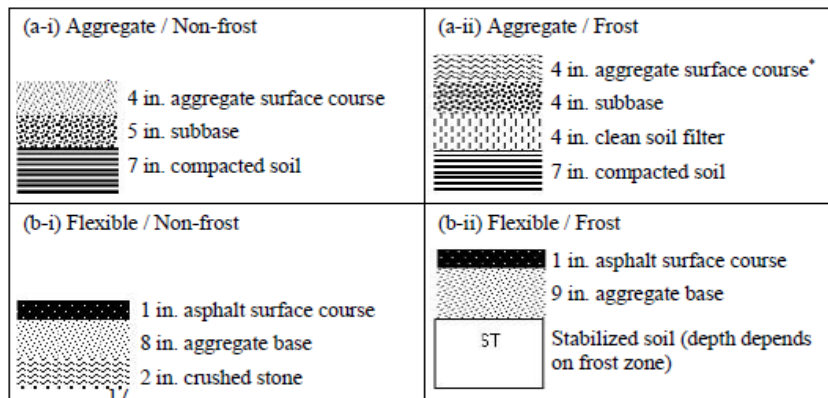 (a-i) Aggregate / Non-frost
4 in. aggregate surface course
5 in. subbase
7 in. compacted soil
(a-ii) Aggregate / Frost
4 in. aggregate surface course*
4 in. subbase
4 in. clean soil filter
7 in. compacted soil
(b-i) Flexible / Non-frost
1 in. asphalt surface course
8 in. aggregate base
2 in. crushed stone
(b-ii) Flexible / Frost
1 in. asphalt surface course
9 in. aggregate base
ST
Stabilized soil (depth depends
on frost zone)